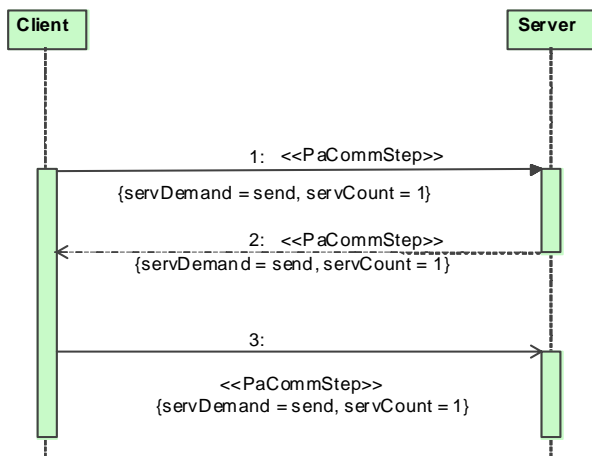 Client
Server
1: <<PaCommStep>>
{servDemand = send, servCount = 1}
2: <<PaCommStep>>
{servDemand = send, servCount = 1}
3:
<<PaCommStep>>
{servDemand = send, servCount = 1}